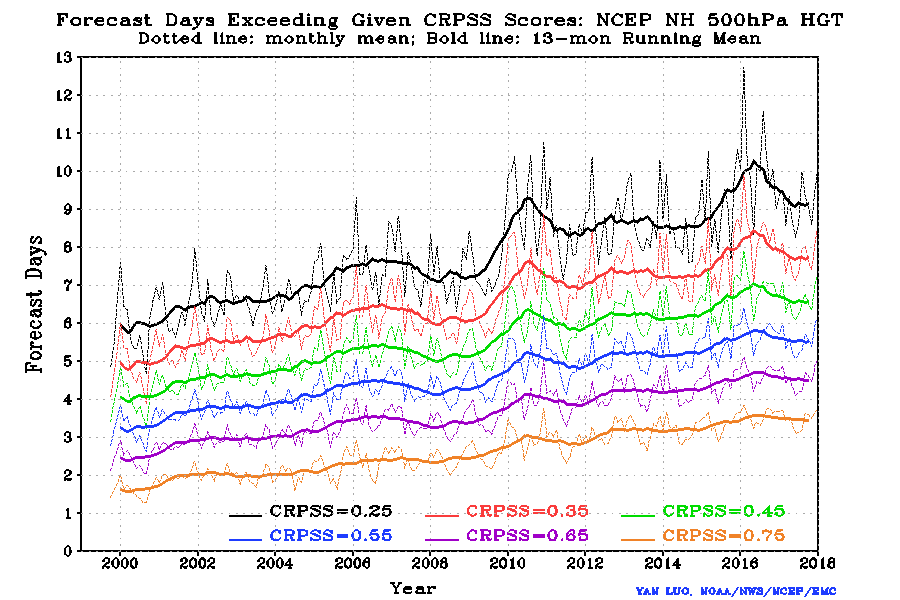 Forecast Days Exceeding Given CRPSS Scores: NCEP NH 500hPa HGT
Dotted line: monthly mean; Bold line: 13-mon Running Mean
13
12
11
10
9
8
7
6
5
4
3
2
1
0
Forecast Days
CRPSS=0.25 CRPSS=0.35 CRPSS=0.45
CRPSS=0.55 CRPSS=0.65 CRPSS=0.75
2000 2002 2004 2006 2008 2010 2012 2014 2016 2018
Year
YAN LUO, NOAA/NWS/NCEP/EMC